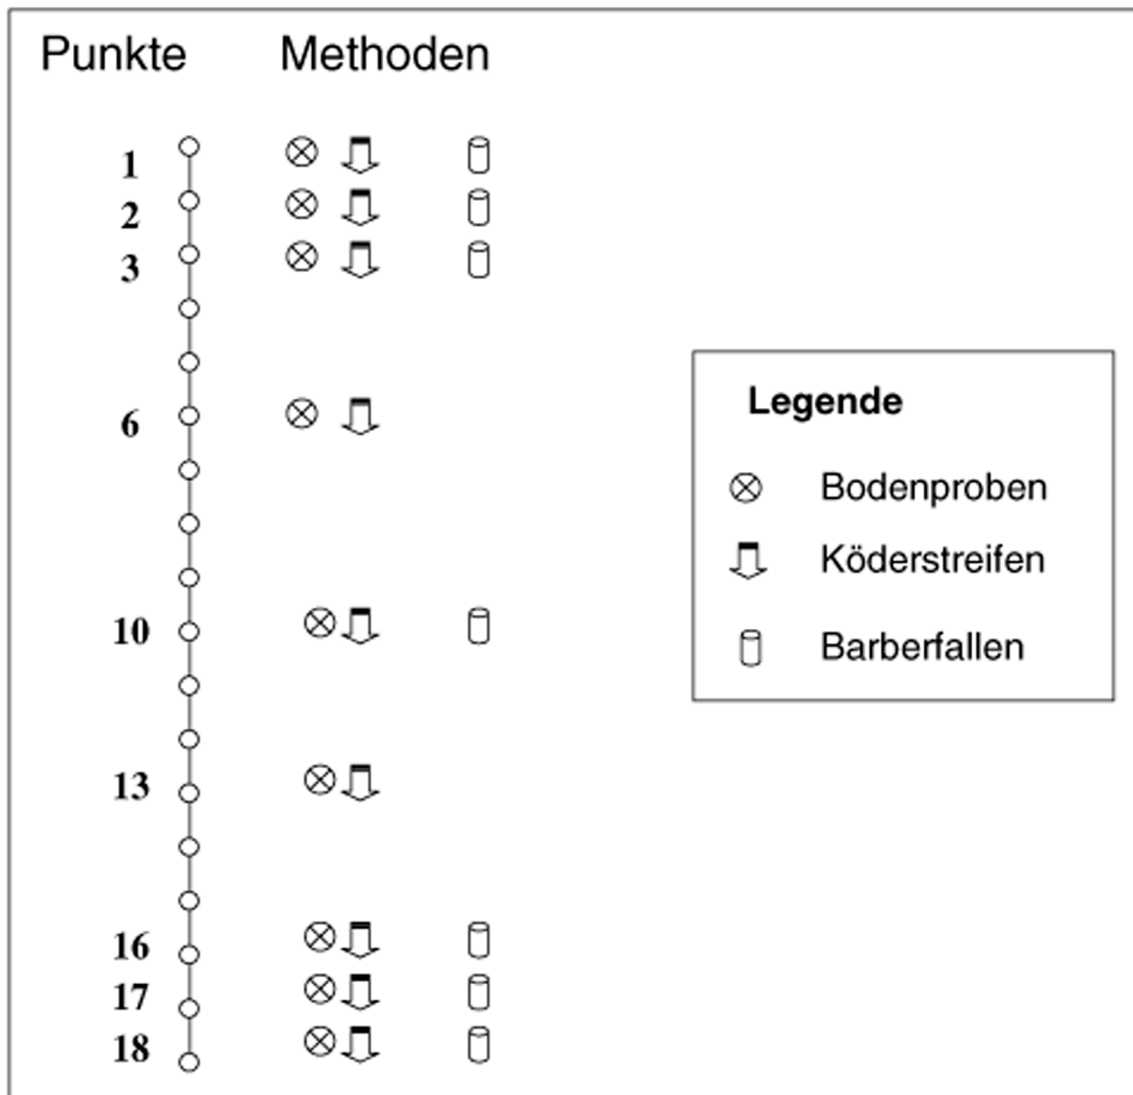 Punkte Methoden
1
2
3
6
Legende
Bodenproben
Köderstreifen
10
Barberfallen
13
16
17
18